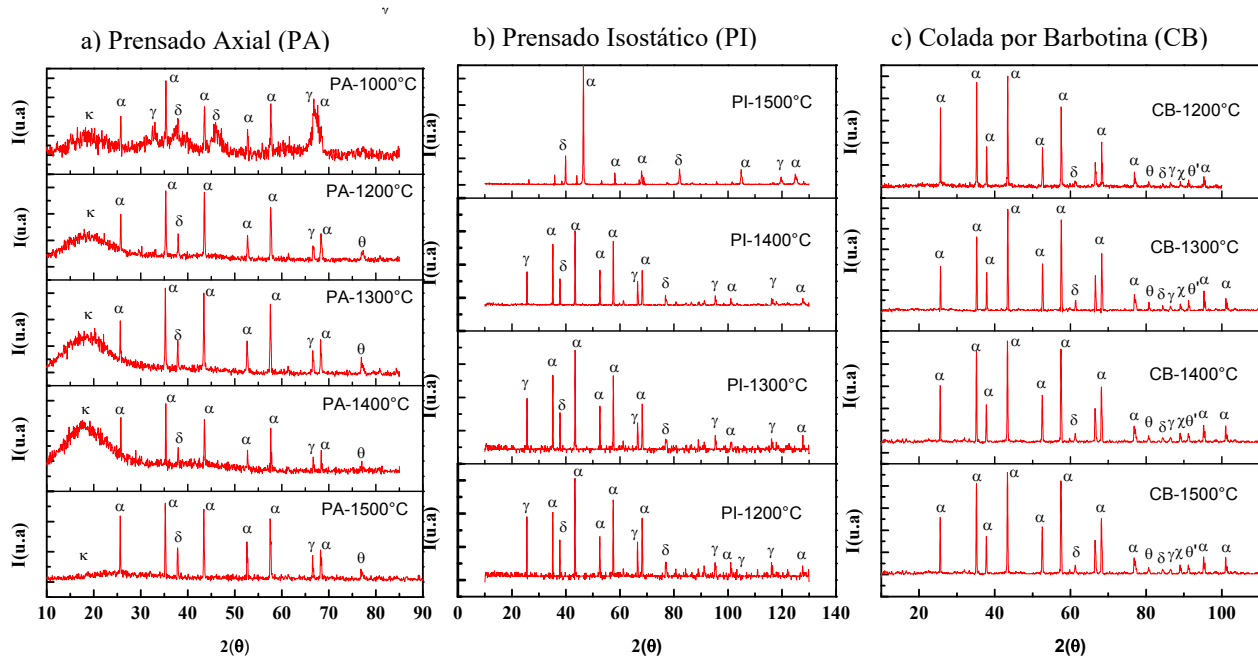 γ
a) Prensado Axial (PA)
I(u.a)
PA-1000°C
κ α γ α δ α δ α α γ α
I(u.a)
PA-1200°C
κ α α δ α α α γ α θ
I(u.a)
PA-1300°C
κ α α δ α α α γ α θ
I(u.a)
PA-1400°C
κ α α δ α α α γ α θ
I(u.a)
PA-1500°C
κ α α δ α α α γ α θ
10 20 30 40 50 60 70 80 90
2(θ)
b) Prensado Isostático (PI)
I(u.a)
PI-1500°C
δ α α α δ α γ α
I(u.a)
PI-1400°C
γ α δ α α α γ α δ γ α γ α
I(u.a)
PI-1300°C
γ α δ α α α γ α δ γ α γ α
I(u.a)
PI-1200°C
γ α δ α α α γ α δ γ α γ γ α
0 20 40 60 80 100 120 140
2(θ)
c) Colada por Barbotina (CB)
I(u.a)
CB-1200°C
α α α α α α δ α α θ δ γ χ θ' α
I(u.a)
CB-1300°C
α α α α α α δ α α θ δ γ χ θ' α α
I(u.a)
CB-1400°C
α α α α α α δ α α θ δ γ χ θ' α α
I(u.a)
CB-1500°C
α α α α α α δ α α θ δ γ χ θ' α α
20 40 60 80 100
2(θ)